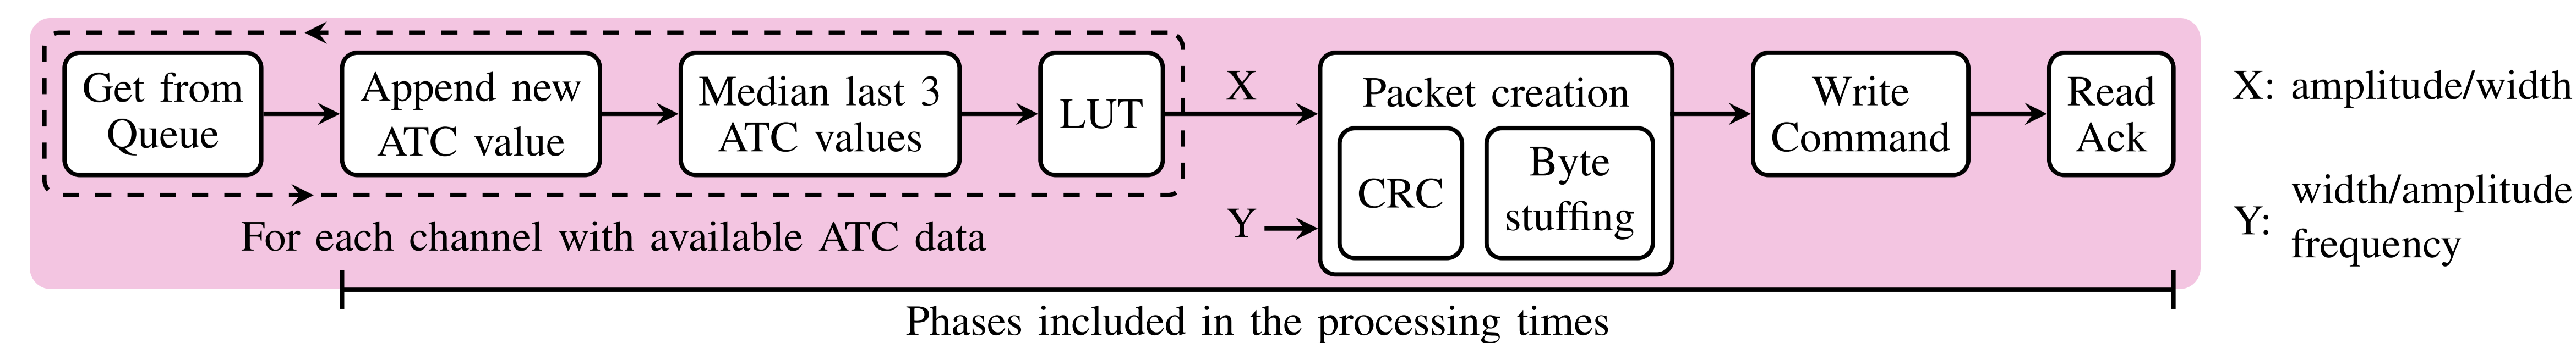 Get from
Queue
Append new
ATC value
Median last 3
ATC values
LUT
For each channel with available ATC data
X
Y
Packet creation
CRC
Byte
stuffing
Write
Command
Read
Ack
X: amplitude/width
Y: width/amplitude
frequency
Phases included in the processing times